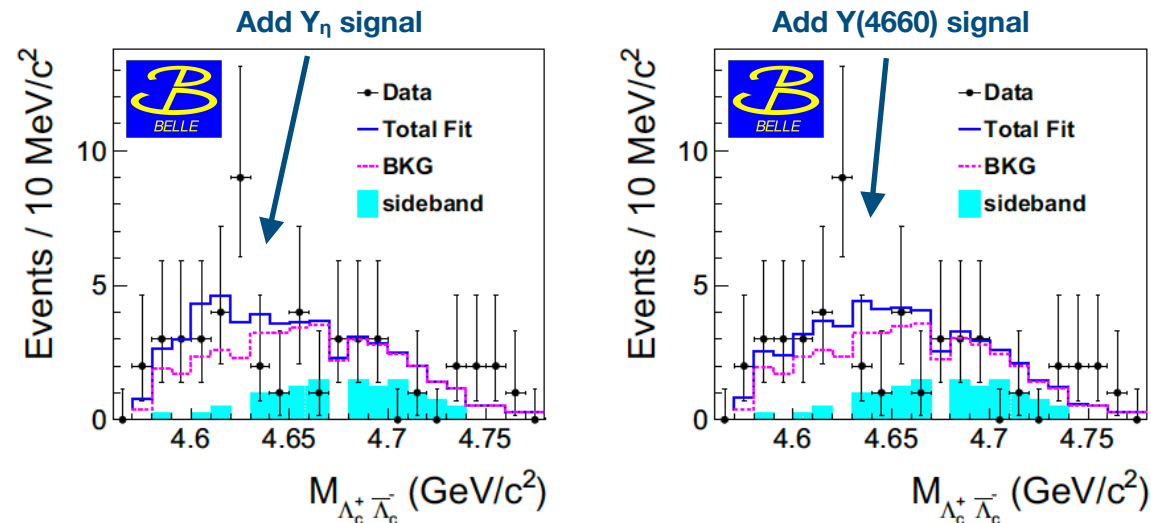 Add Yη signal
BELLE
Data
Total Fit
BKG
sideband
Events / 10 MeV/c²
10
5
0
4.6 4.65 4.7 4.75
M_Λc⁺ Λ̅c⁻ (GeV/c²)
Add Y(4660) signal
BELLE
Data
Total Fit
BKG
sideband
Events / 10 MeV/c²
10
5
0
4.6 4.65 4.7 4.75
M_Λc⁺ Λ̅c⁻ (GeV/c²)